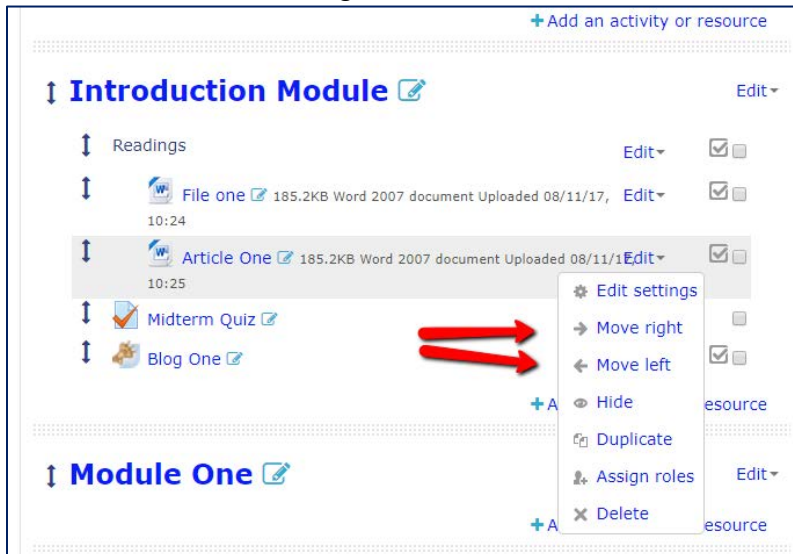 +Add an activity or resource
Introduction Module Edit
Readings Edit
File one 185.2KB Word 2007 document Uploaded 08/11/17, Edit
10:24
Article One 185.2KB Word 2007 document Uploaded 08/11/1 Edit
10:25
Edit settings
Midterm Quiz Move right
Blog One Move left
+A Hide esource
Duplicate
Module One Assign roles Edit
Delete
+A esource